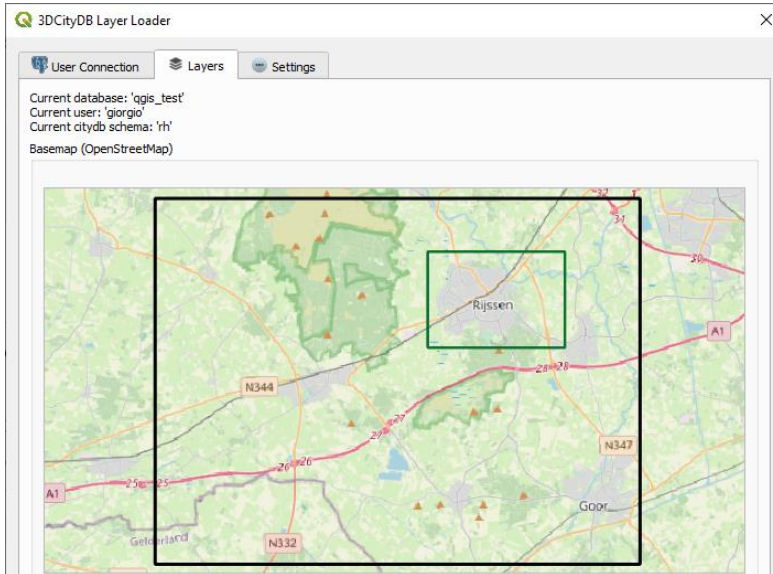 3DCityDB Layer Loader
User Connection
Layers
Settings
Current database: 'qgis_test'
Current user: 'giorgio'
Current citydb schema: 'rh'
Basemap (OpenStreetMap)
32
31
30
Rijssen
A1
28
28
N344
27
27
N347
26
26
25
25
A1
Goor
Gelderland
N332